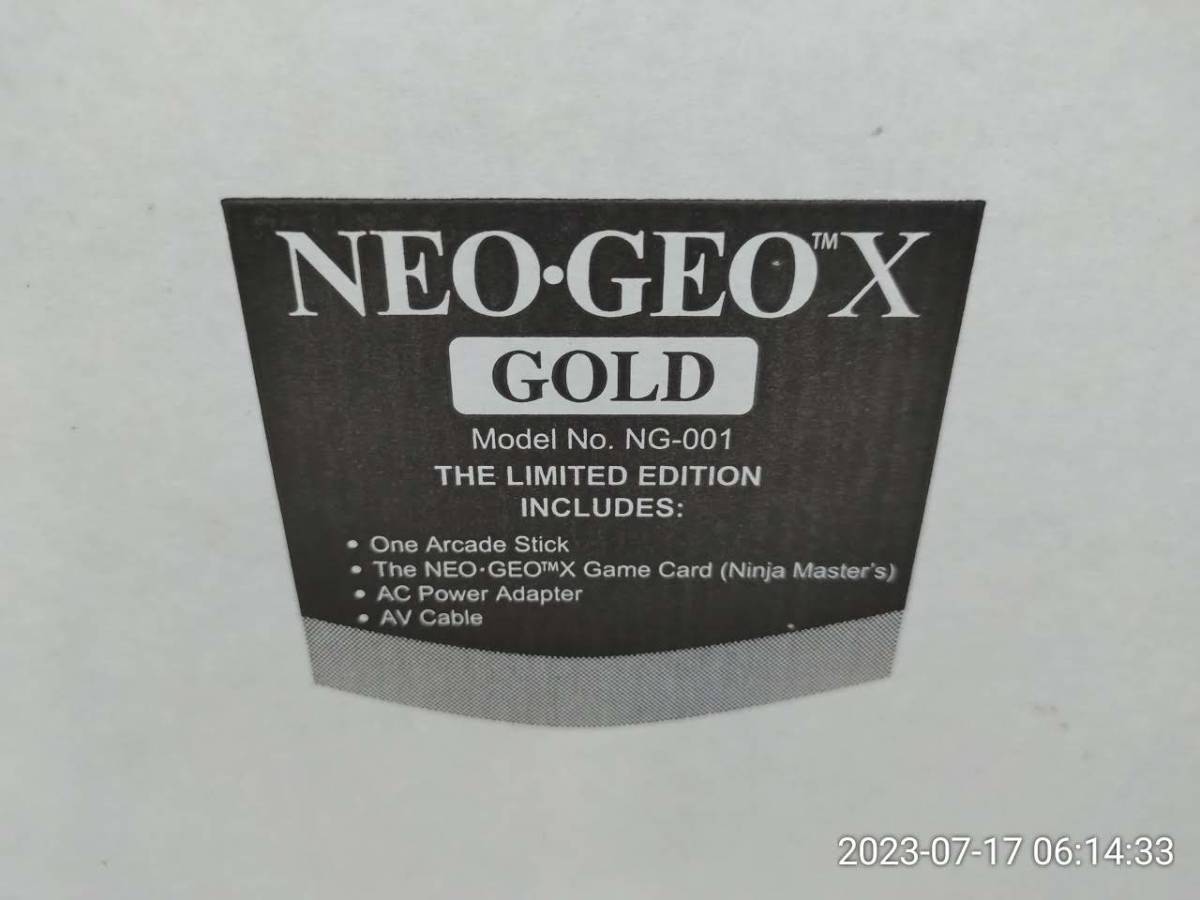 NEO•GEO™X
GOLD
Model No. NG-001
THE LIMITED EDITION
INCLUDES:
• One Arcade Stick
• The NEO•GEO™X Game Card (Ninja Master's)
• AC Power Adapter
• AV Cable
2023-07-17 06:14:33